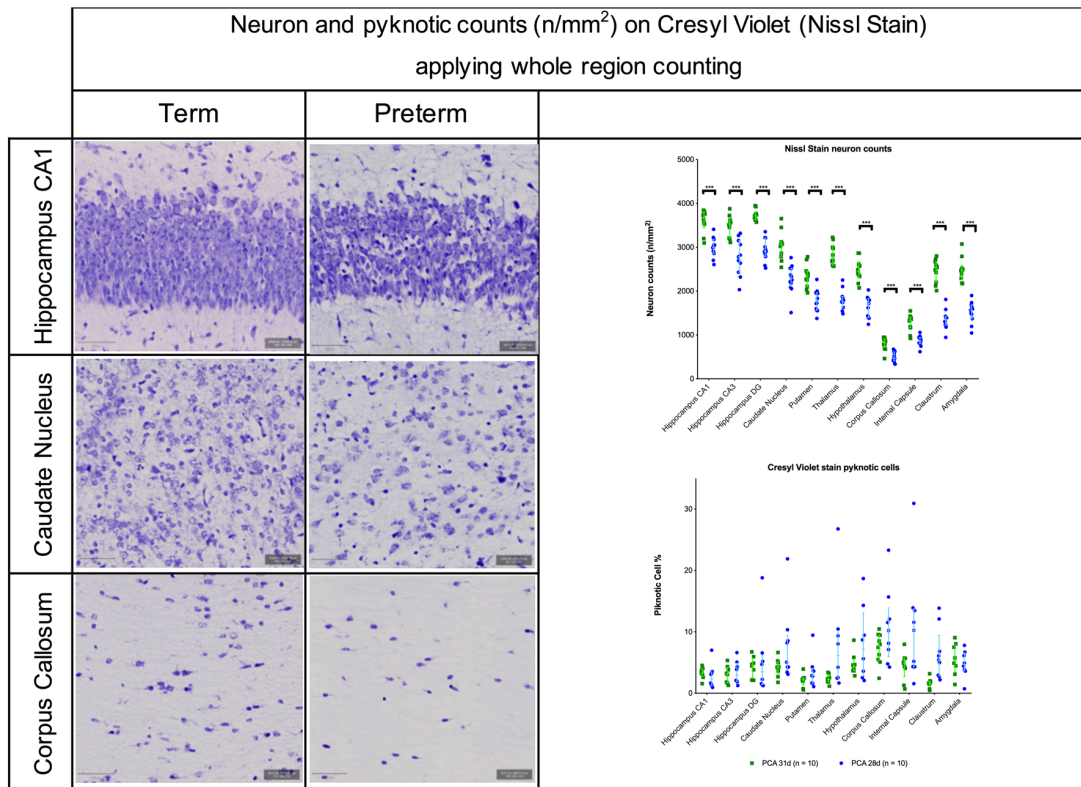 Neuron and pyknotic counts (n/mm²) on Cresyl Violet (Nissl Stain)
applying whole region counting
Term
Preterm
Hippocampus CA1
Caudate Nucleus
Corpus Callosum
Nissl Stain neuron counts
Neuron counts (n/mm²)
5000
4000
3000
2000
1000
0
***
***
***
***
***
***
***
***
***
***
***
Hippocampus CA1
Hippocampus CA3
Hippocampus DG
Caudate Nucleus
Putamen
Thalamus
Hypothalamus
Corpus Callosum
Internal Capsule
Claustrum
Amygdala
Cresyl Violet stain pyknotic cells
Piknotic Cell %
30
20
10
0
Hippocampus CA1
Hippocampus CA3
Hippocampus DG
Caudate Nucleus
Putamen
Thalamus
Hypothalamus
Corpus Callosum
Internal Capsule
Claustrum
Amygdala
PCA 31d (n = 10)
PCA 28d (n = 10)